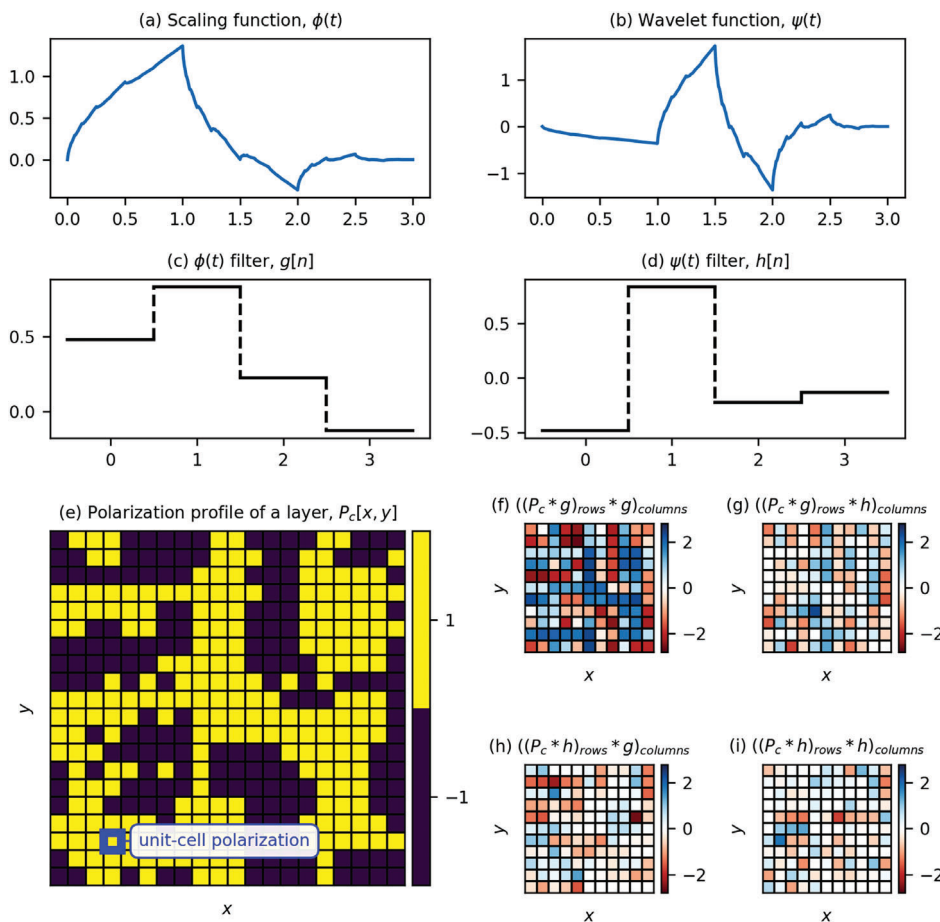 (a) Scaling function, ϕ(t)
1.0
0.5
0.0
0.0 0.5 1.0 1.5 2.0 2.5 3.0
(b) Wavelet function, ψ(t)
1
0
−1
0.0 0.5 1.0 1.5 2.0 2.5 3.0
(c) ϕ(t) filter, g[n]
0.5
0.0
0 1 2 3
(d) ψ(t) filter, h[n]
0.5
0.0
−0.5
0 1 2 3
(e) Polarization profile of a layer, P_c[x, y]
y
unit-cell polarization
x
1
−1
(f) ((P_c * g)_rows * g)_columns
y
x
2
0
−2
(g) ((P_c * g)_rows * h)_columns
y
x
2
0
−2
(h) ((P_c * h)_rows * g)_columns
y
x
2
0
−2
(i) ((P_c * h)_rows * h)_columns
y
x
2
0
−2